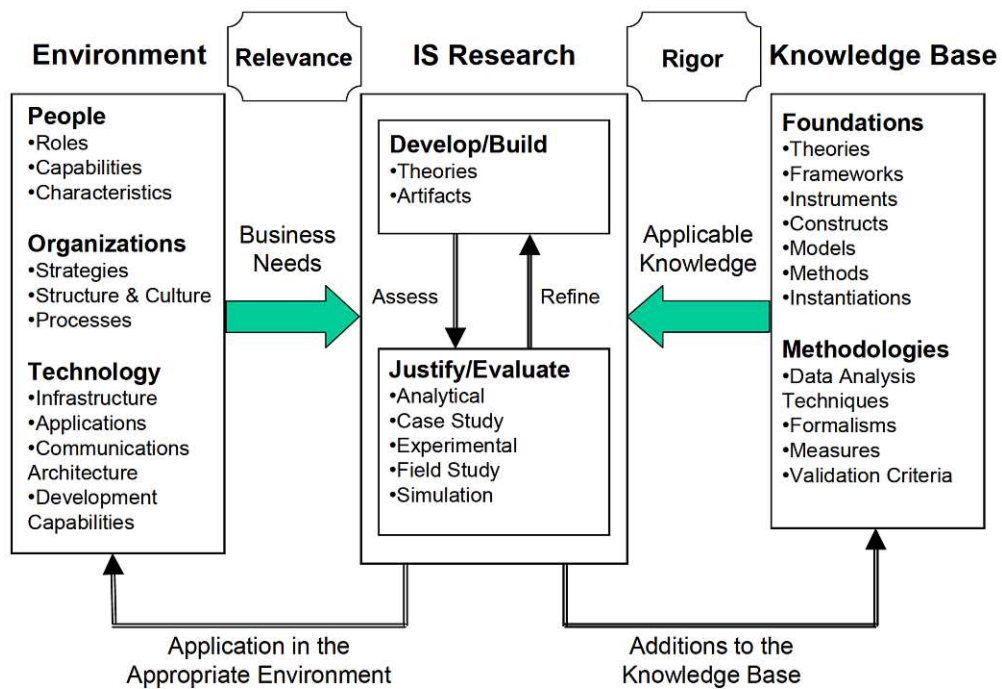 Environment
Relevance
IS Research
Rigor
Knowledge Base
People
•Roles
•Capabilities
•Characteristics
Organizations
•Strategies
•Structure & Culture
•Processes
Technology
•Infrastructure
•Applications
•Communications
Architecture
•Development
Capabilities
Business
Needs
Develop/Build
•Theories
•Artifacts
Assess
Refine
Justify/Evaluate
•Analytical
•Case Study
•Experimental
•Field Study
•Simulation
Applicable
Knowledge
Foundations
•Theories
•Frameworks
•Instruments
•Constructs
•Models
•Methods
•Instantiations
Methodologies
•Data Analysis
Techniques
•Formalisms
•Measures
•Validation Criteria
Application in the
Appropriate Environment
Additions to the
Knowledge Base